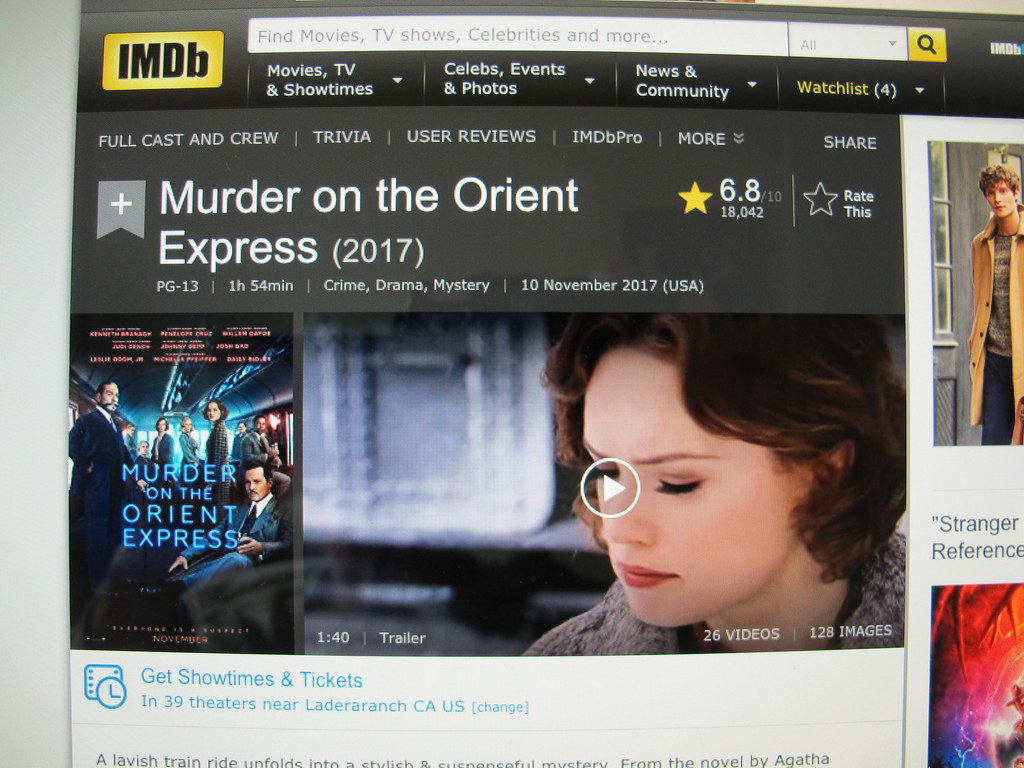 IMDb
Find Movies, TV shows, Celebrities and more...
All
IMDb
Movies, TV
& Showtimes
Celebs, Events
& Photos
News &
Community
Watchlist (4)
FULL CAST AND CREW | TRIVIA | USER REVIEWS | IMDbPro | MORE
SHARE
+
Murder on the Orient
Express (2017)
6.8/10
18,042
Rate
This
PG-13 | 1h 54min | Crime, Drama, Mystery | 10 November 2017 (USA)
KENNETH BRANAGH PENÉLOPE CRUZ WILLEM DAFOE
JUDI DENCH JOHNNY DEPP JOSH GAD
LESLIE ODOM, JR. MICHELLE PFEIFFER DAISY RIDLEY
MURDER
ON THE
ORIENT
EXPRESS
EVERYONE IS A SUSPECT
NOVEMBER
1:40 | Trailer
26 VIDEOS | 128 IMAGES
"Stranger
Reference
Get Showtimes & Tickets
In 39 theaters near Laderaranch CA US [change]
A lavish train ride unfolds into a stylish & suspenseful mystery. From the novel by Agatha